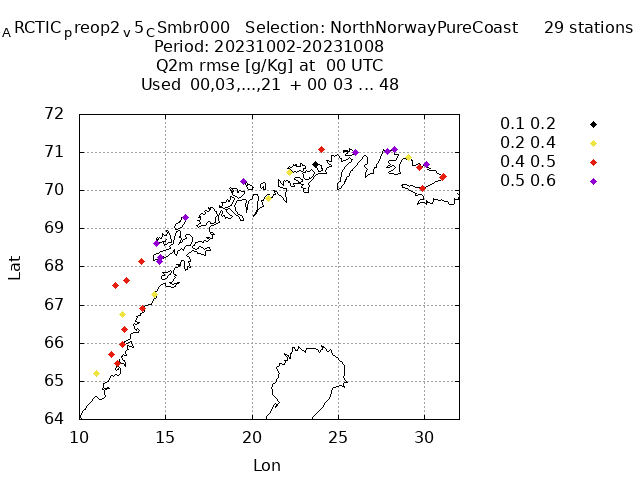 ARCTICpreop2v5CSmbr000 Selection: NorthNorwayPureCoast 29 stations
Period: 20231002-20231008
Q2m rmse [g/Kg] at 00 UTC
Used 00,03,...,21 + 00 03 ... 48
72
71
70
69
68
67
66
65
64
Lat
10 15 20 25 30
Lon
0.1 0.2
0.2 0.4
0.4 0.5
0.5 0.6